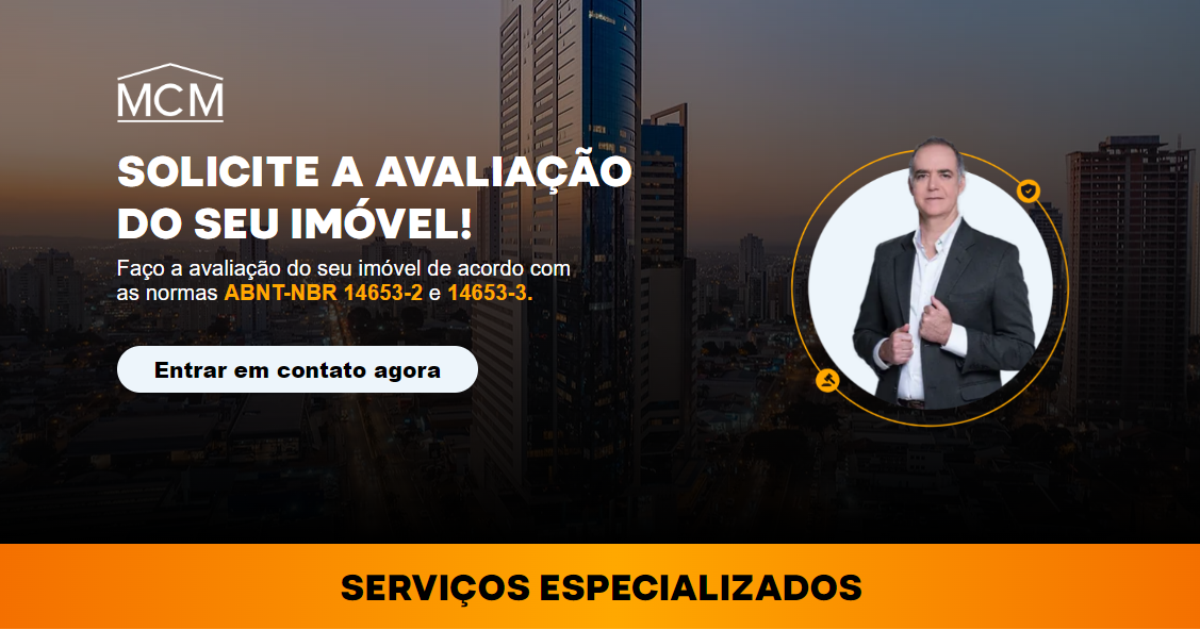 MCM
SOLICITE A AVALIAÇÃO
DO SEU IMÓVEL!
Faço a avaliação do seu imóvel de acordo com
as normas ABNT-NBR 14653-2 e 14653-3.
Entrar em contato agora
SERVIÇOS ESPECIALIZADOS